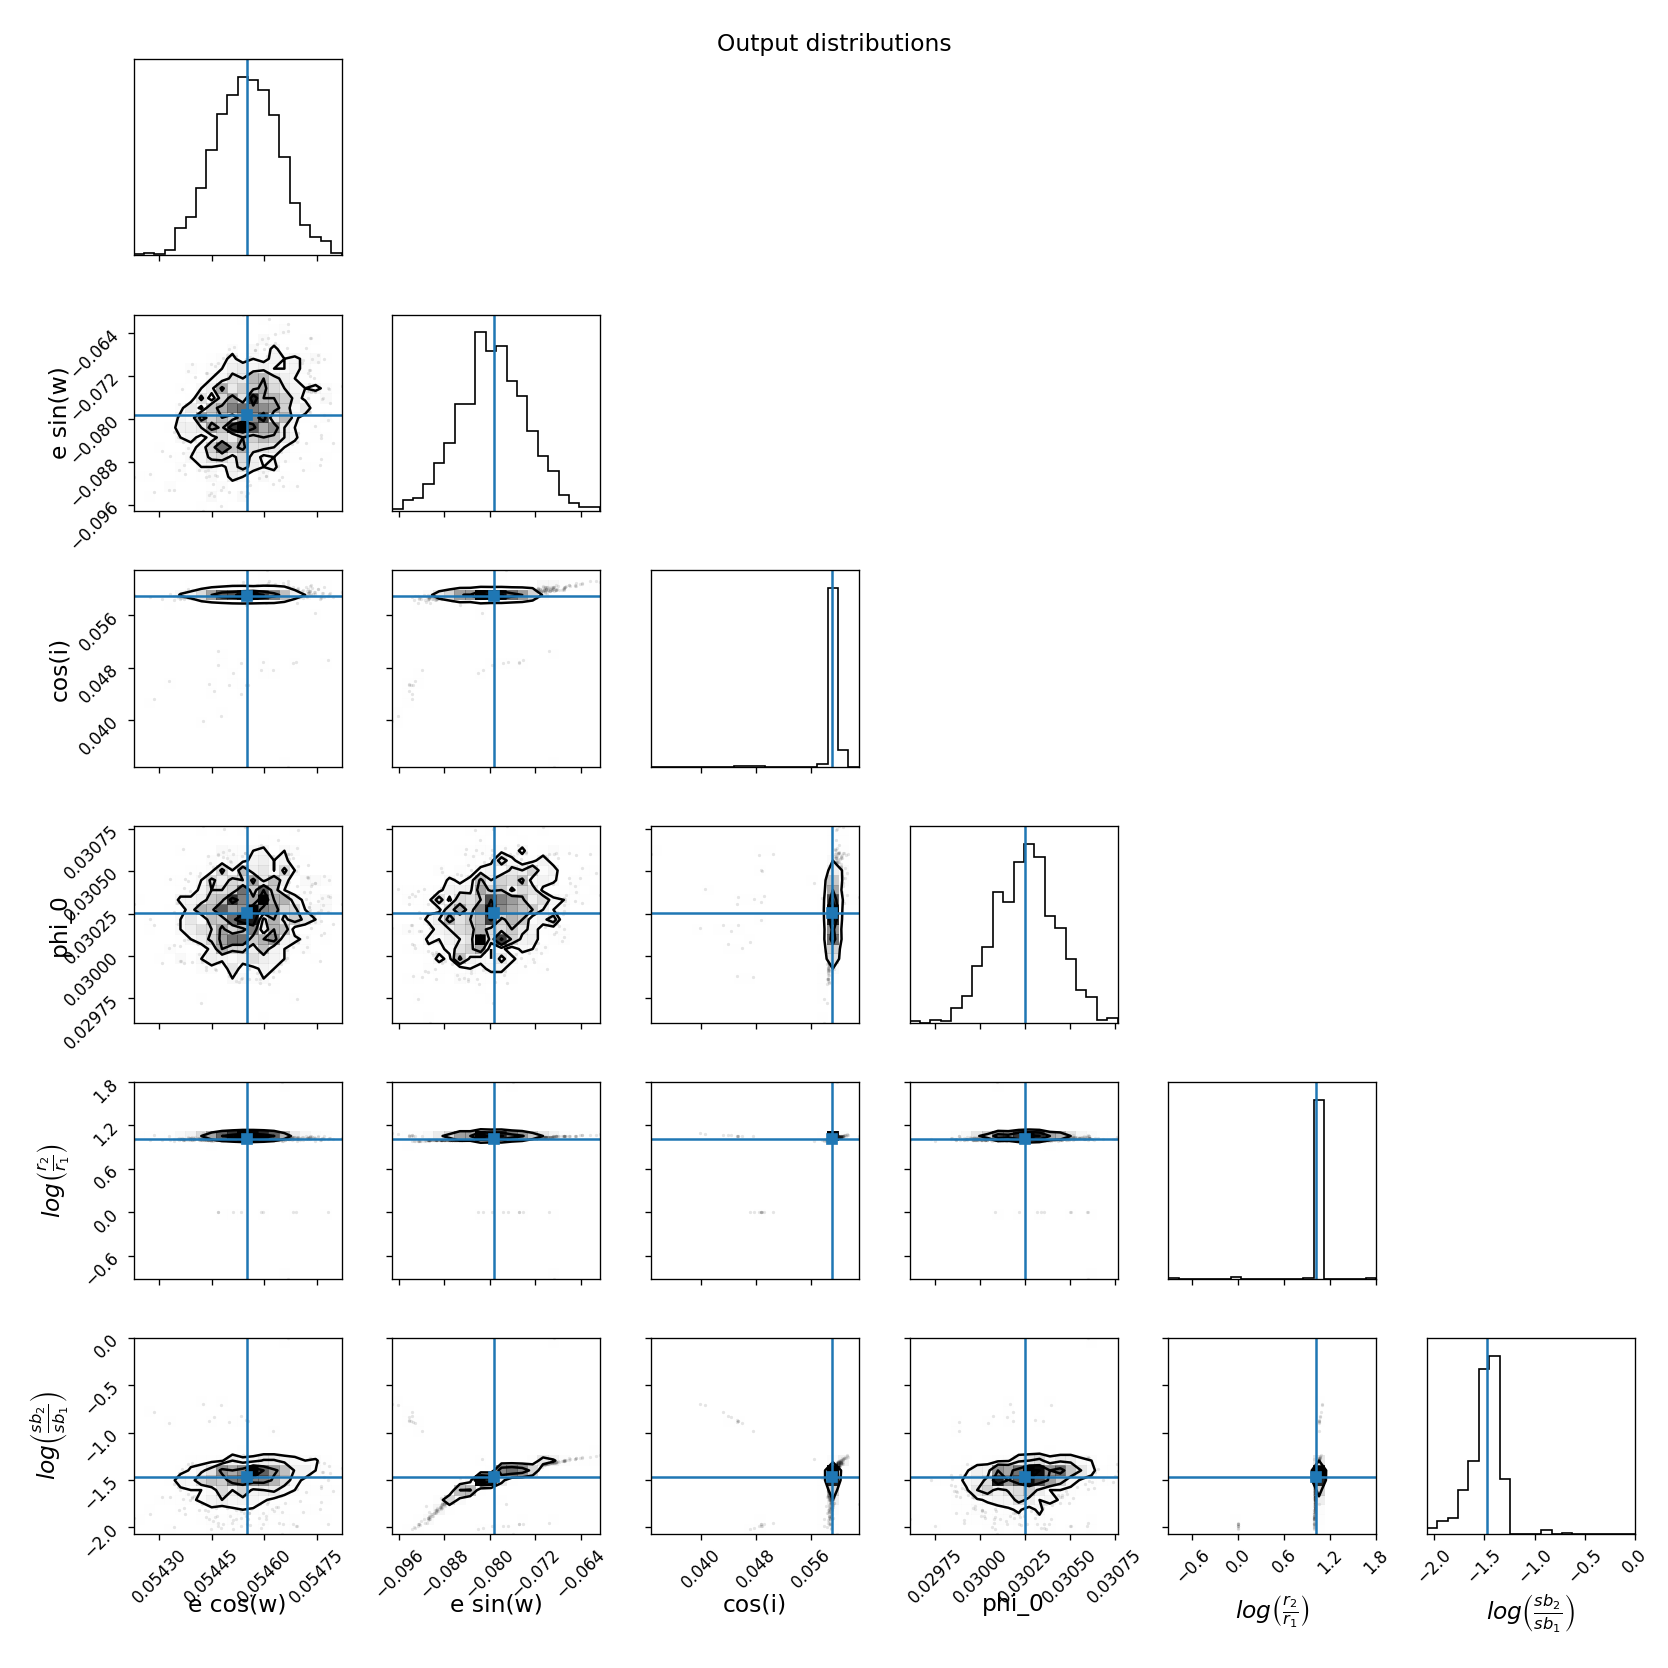 Output distributions
e sin(w)
−0.064
−0.072
−0.080
−0.088
−0.096
cos(i)
0.056
0.048
0.040
phi_0
0.03075
0.03050
0.03025
0.03000
0.02975
log(r₂/r₁)
1.8
1.2
0.6
0.0
−0.6
log(sb₂/sb₁)
0.0
−0.5
−1.0
−1.5
−2.0
0.05430 0.05445 0.05460 0.05475
−0.096 −0.088 −0.080 −0.072 −0.064
0.040 0.048 0.056
0.02975 0.03000 0.03025 0.03050 0.03075
−0.6 0.0 0.6 1.2 1.8
−2.0 −1.5 −1.0 −0.5 0.0
e cos(w) e sin(w) cos(i) phi_0 log(r₂/r₁) log(sb₂/sb₁)